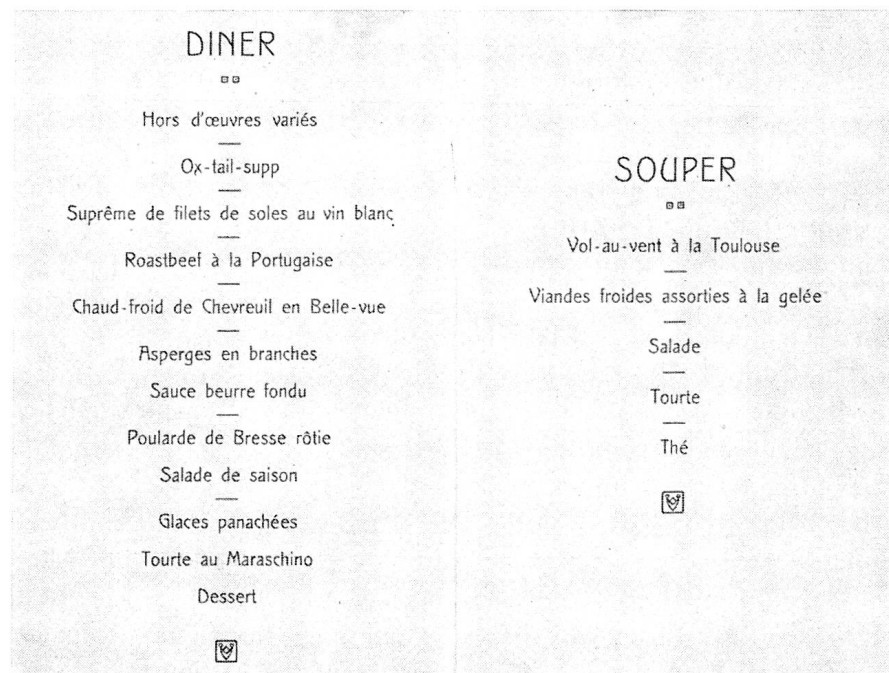 DINER
Hors d'œuvres variés
Ox-tail-supp
Suprême de filets de soles au vin blanc
Roastbeef à la Portugaise
Chaud-froid de Chevreuil en Belle-vue
Asperges en branches
Sauce beurre fondu
Poularde de Bresse rôtie
Salade de saison
Glaces panachées
Tourte au Maraschino
Dessert
SOUPER
Vol-au-vent à la Toulouse
Viandes froides assorties à la gelée
Salade
Tourte
Thé